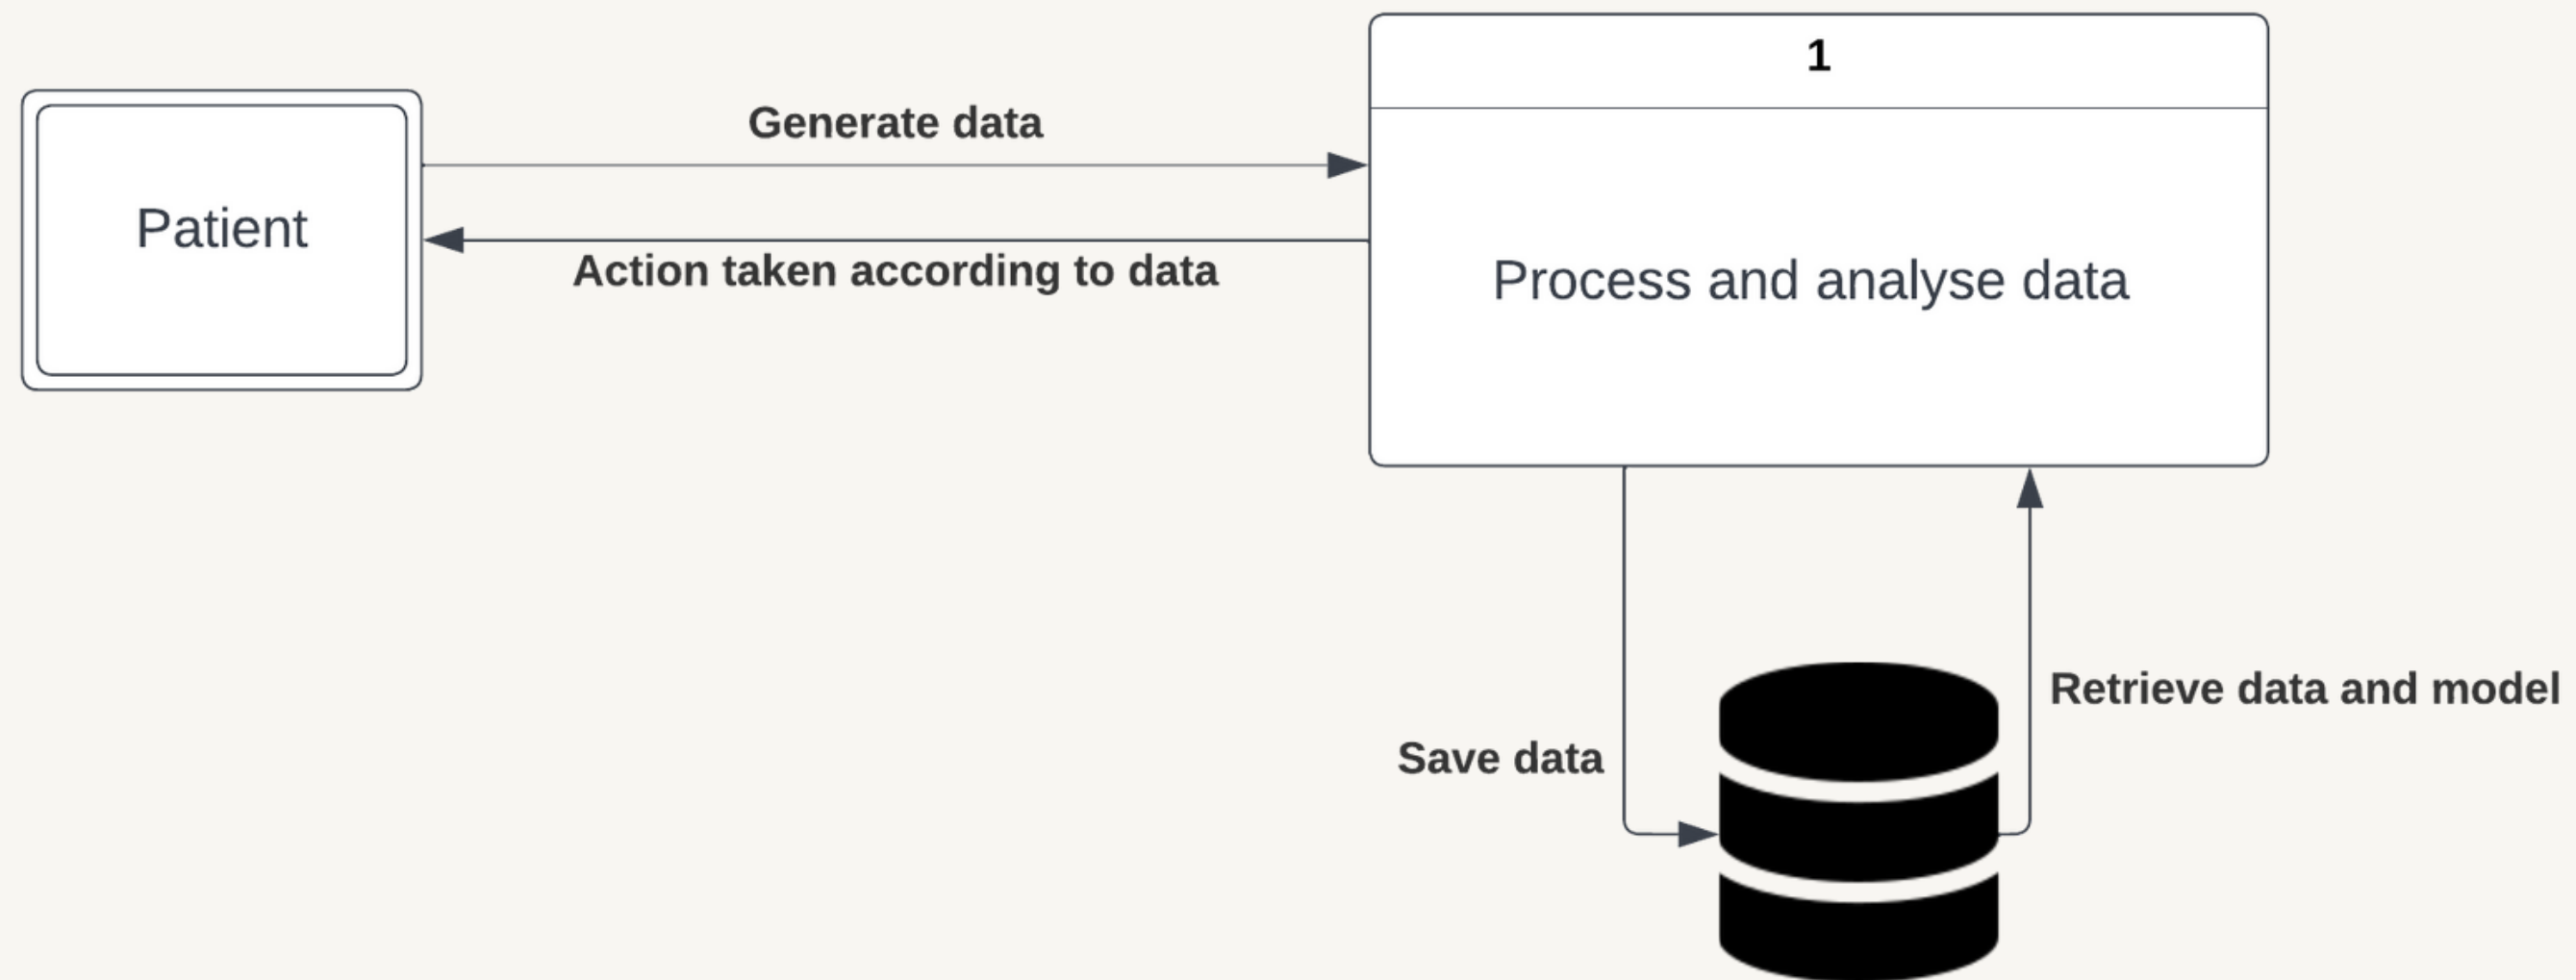 1
Generate data
Patient
Action taken according to data
Process and analyse data
Retrieve data and model
Save data